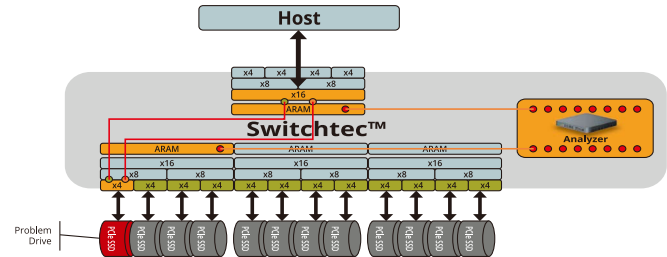 Host
x4 x4 x4 x4
x8 x8
x16
ARAM
Switchtec™
Analyzer
ARAM ARAM ARAM
x16 x16 x16
x8 x8 x8 x8 x8 x8
x4 x4 x4 x4 x4 x4 x4 x4 x4 x4 x4 x4
Problem
Drive
PCIe SSD PCIe SSD PCIe SSD PCIe SSD PCIe SSD PCIe SSD PCIe SSD PCIe SSD PCIe SSD PCIe SSD PCIe SSD PCIe SSD